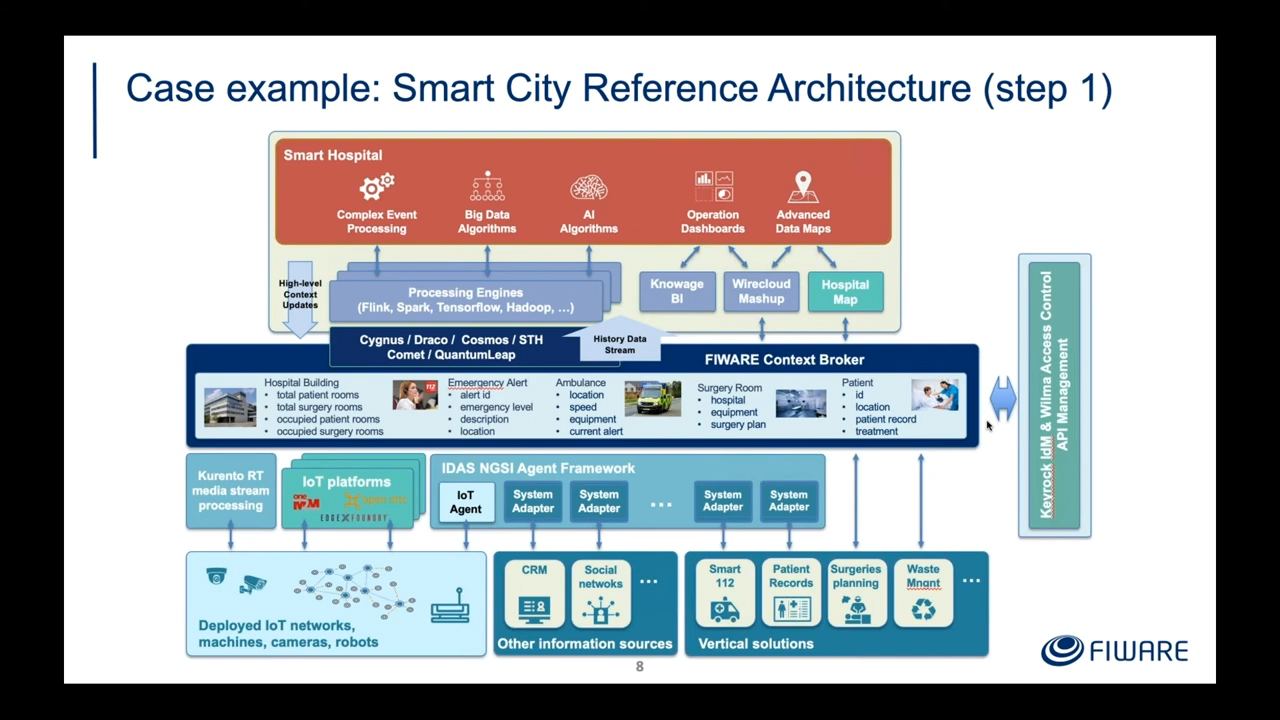 Case example: Smart City Reference Architecture (step 1)
Smart Hospital
Complex Event
Processing
Big Data
Algorithms
AI
Algorithms
Operation
Dashboards
Advanced
Data Maps
High-level
Context
Updates
Processing Engines
(Flink, Spark, Tensorflow, Hadoop, …)
Knowage
BI
Wirecloud
Mashup
Hospital
Map
Cygnus / Draco / Cosmos / STH
Comet / QuantumLeap
History Data
Stream
FIWARE Context Broker
Hospital Building
• total patient rooms
• total surgery rooms
• occupied patient rooms
• occupied surgery rooms
112
Emeergency Alert
• alert id
• emergency level
• description
• location
Ambulance
• location
• speed
• equipment
• current alert
Surgery Room
• hospital
• equipment
• surgery plan
Patient
• id
• location
• patient record
• treatment
Keyrock IdM & Wilma Access Control
API Management
Kurento RT
media stream
processing
IoT platforms
one
M2M
EDGE X FOUNDRY
IDAS NGSI Agent Framework
IoT
Agent
System
Adapter
System
Adapter
…
System
Adapter
System
Adapter
Deployed IoT networks,
machines, cameras, robots
CRM
Social
networks
…
Other information sources
Smart
112
Patient
Records
Surgeries
planning
Waste
Mngnt
…
Vertical solutions
8
FIWARE